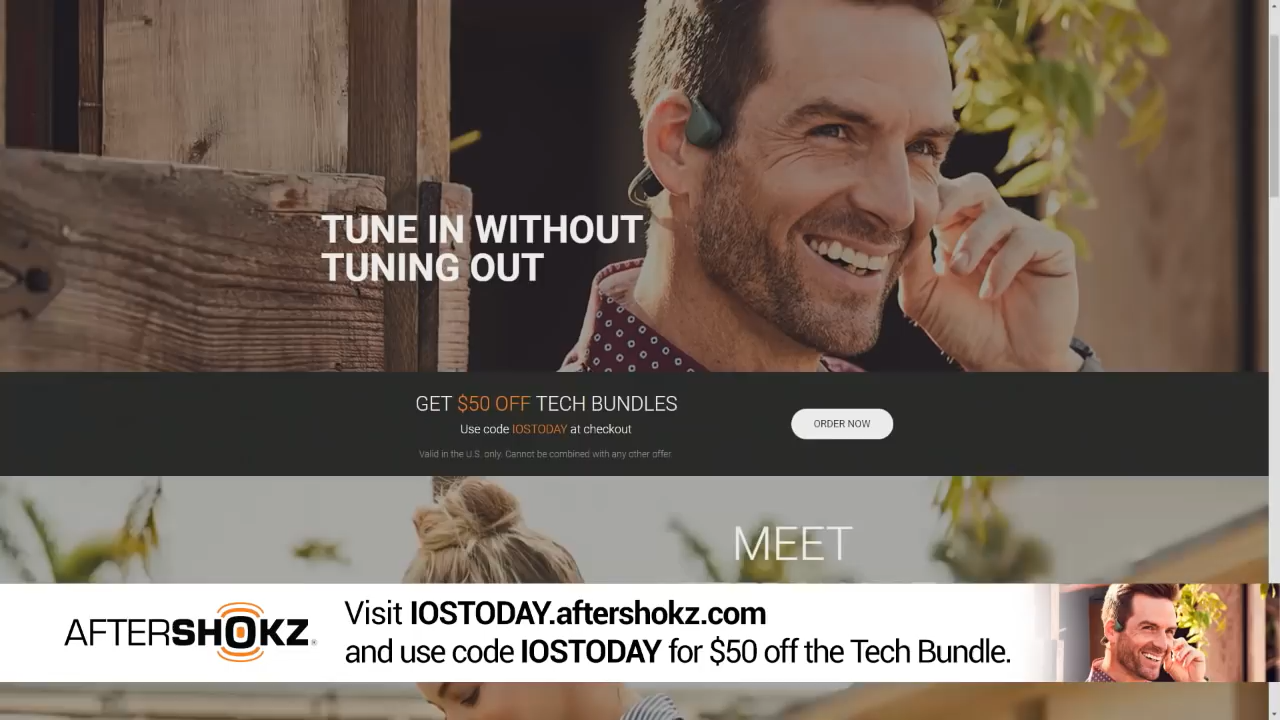 TUNE IN WITHOUT
TUNING OUT
GET $50 OFF TECH BUNDLES
Use code IOSTODAY at checkout
Valid in the U.S. only. Cannot be combined with any other offer.
ORDER NOW
MEET
AFTERSHOKZ®
Visit IOSTODAY.aftershokz.com
and use code IOSTODAY for $50 off the Tech Bundle.